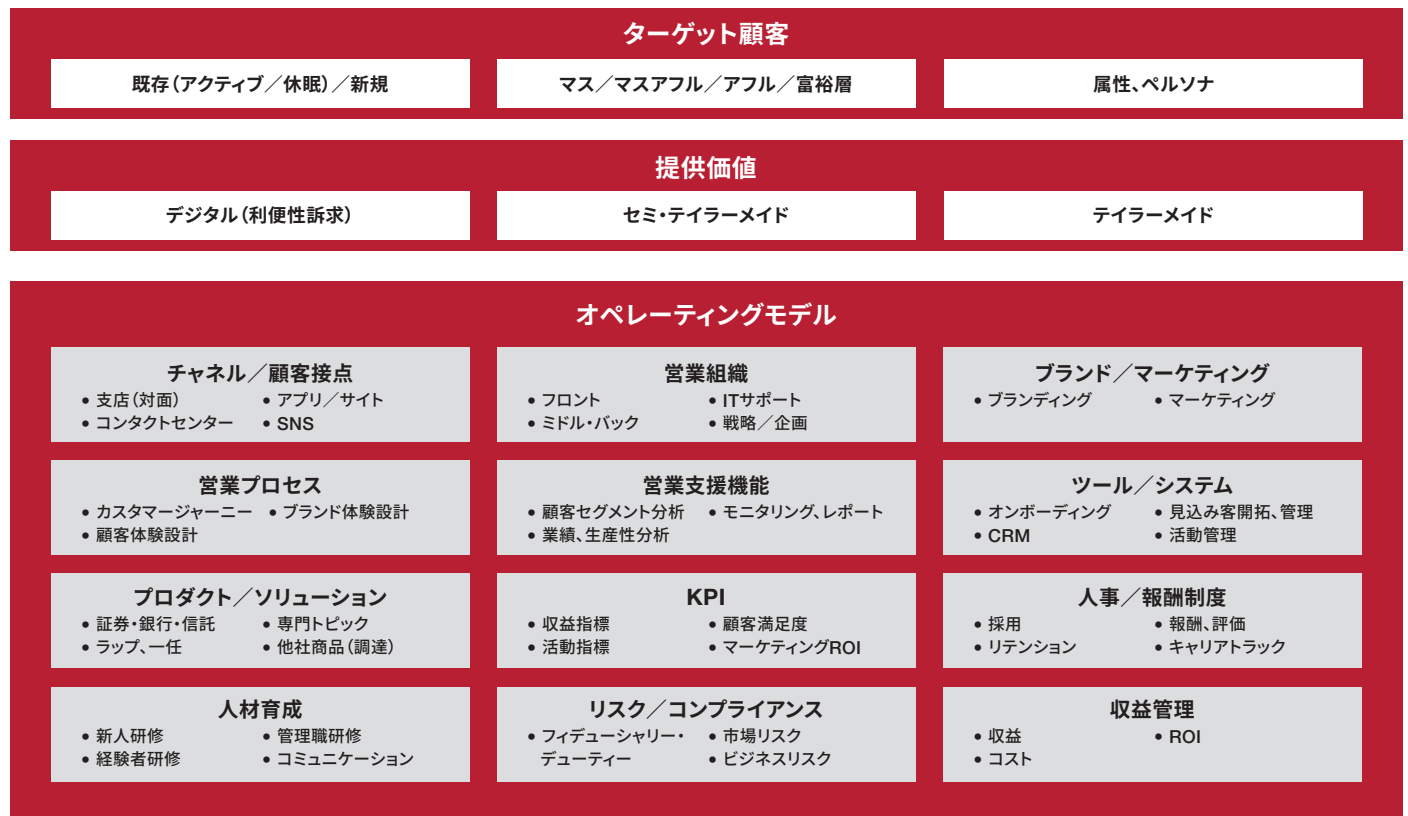 ターゲット顧客
既存（アクティブ／休眠）／新規
マス／マスアフル／アフル／富裕層
属性、ペルソナ
提供価値
デジタル（利便性訴求）
セミ・テイラーメイド
テイラーメイド
オペレーティングモデル
チャネル／顧客接点
• 支店（対面） • アプリ／サイト
• コンタクトセンター • SNS
営業組織
• フロント • ITサポート
• ミドル・バック • 戦略／企画
ブランド／マーケティング
• ブランディング • マーケティング
営業プロセス
• カスタマージャーニー • ブランド体験設計
• 顧客体験設計
営業支援機能
• 顧客セグメント分析 • モニタリング、レポート
• 業績、生産性分析
ツール／システム
• オンボーディング • 見込み客開拓、管理
• CRM • 活動管理
プロダクト／ソリューション
• 証券・銀行・信託 • 専門トピック
• ラップ、一任 • 他社商品（調達）
KPI
• 収益指標 • 顧客満足度
• 活動指標 • マーケティングROI
人事／報酬制度
• 採用 • 報酬、評価
• リテンション • キャリアトラック
人材育成
• 新人研修 • 管理職研修
• 経験者研修 • コミュニケーション
リスク／コンプライアンス
• フィデューシャリー・ • 市場リスク
デューティー • ビジネスリスク
収益管理
• 収益 • ROI
• コスト